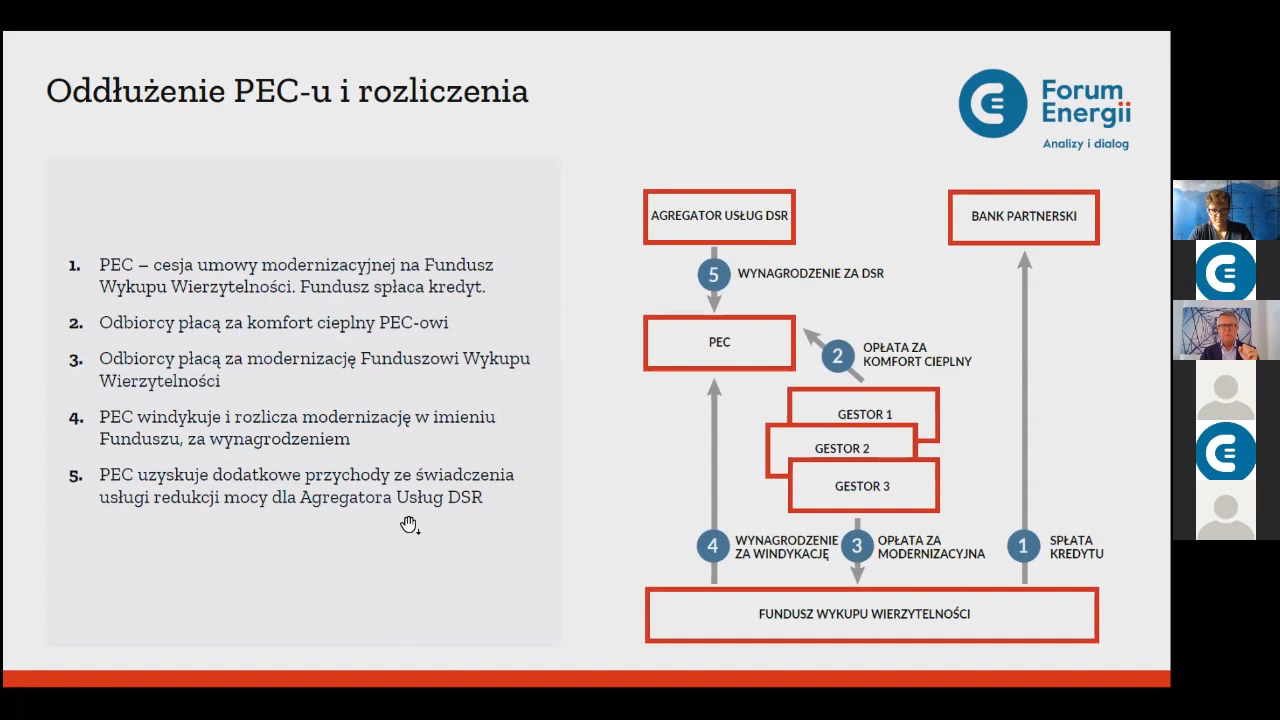 Oddłużenie PEC-u i rozliczenia
Forum
Energii
Analizy i dialog
1. PEC – cesja umowy modernizacyjnej na Fundusz
Wykupu Wierzytelności. Fundusz spłaca kredyt.
2. Odbiorcy płacą za komfort cieplny PEC-owi
3. Odbiorcy płacą za modernizację Funduszowi Wykupu
Wierzytelności
4. PEC windykuje i rozlicza modernizację w imieniu
Funduszu, za wynagrodzeniem
5. PEC uzyskuje dodatkowe przychody ze świadczenia
usługi redukcji mocy dla Agregatora Usług DSR
AGREGATOR USŁUG DSR
BANK PARTNERSKI
5 WYNAGRODZENIE ZA DSR
PEC
2 OPŁATA ZA
KOMFORT CIEPLNY
GESTOR 1
GESTOR 2
GESTOR 3
4 WYNAGRODZENIE
ZA WINDYKACJĘ
3 OPŁATA ZA
MODERNIZACYJNA
1 SPŁATA
KREDYTU
FUNDUSZ WYKUPU WIERZYTELNOŚCI